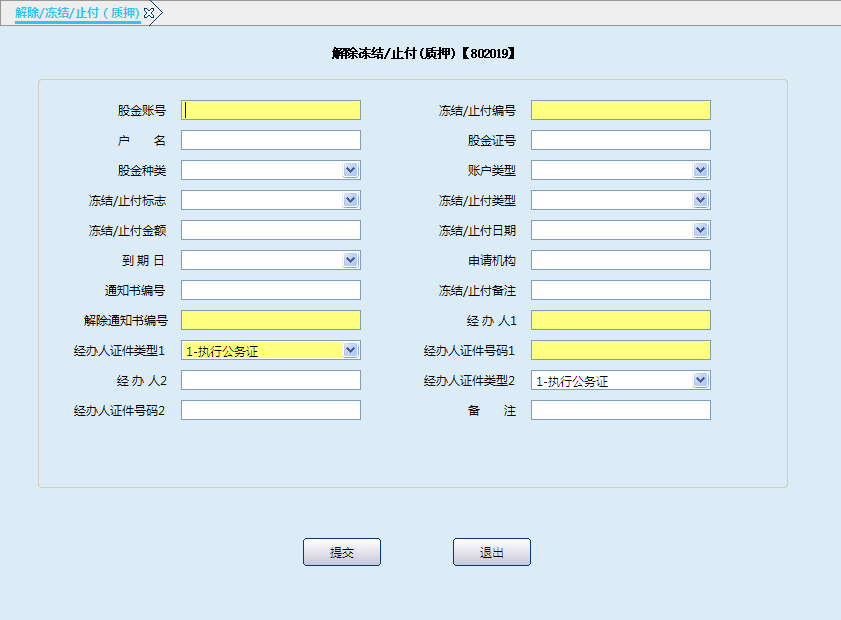 解除/冻结/止付（质押)
解除冻结/止付(质押)【802019】
股金账号 冻结/止付编号
户 名 股金证号
股金种类 账户类型
冻结/止付标志 冻结/止付类型
冻结/止付金额 冻结/止付日期
到 期 日 申请机构
通知书编号 冻结/止付备注
解除通知书编号 经 办 人1
经办人证件类型1 1-执行公务证 经办人证件号码1
经 办 人2 经办人证件类型2 1-执行公务证
经办人证件号码2 备 注
提交 退出